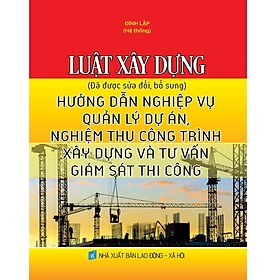 ĐÌNH LẬP
(Hệ thống)
LUẬT XÂY DỰNG
(Đã được sửa đổi, bổ sung)
HƯỚNG DẪN NGHIỆP VỤ
QUẢN LÝ DỰ ÁN,
NGHIỆM THU CÔNG TRÌNH
XÂY DỰNG VÀ TƯ VẤN
GIÁM SÁT THI CÔNG
NHÀ XUẤT BẢN LAO ĐỘNG - XÃ HỘI